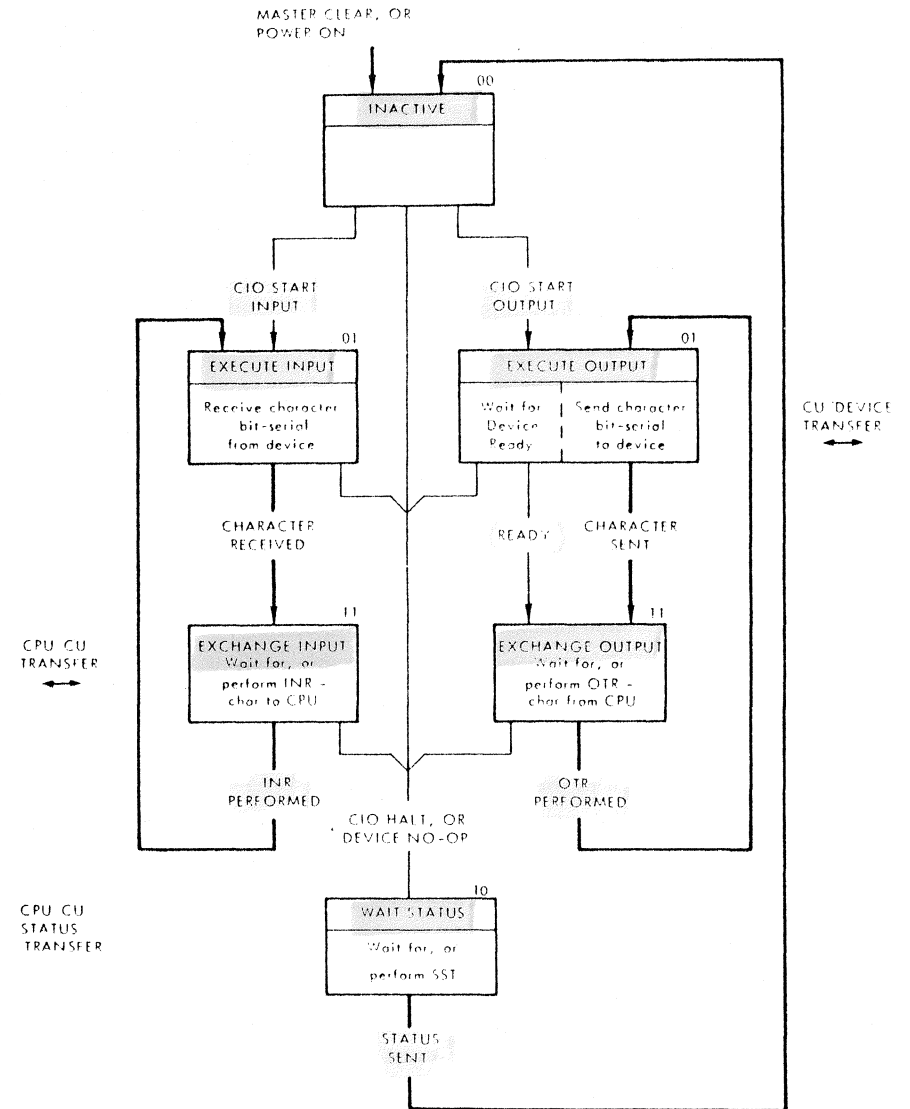 MASTER CLEAR, OR
POWER ON
00
INACTIVE
CIO START
INPUT
CIO START
OUTPUT
01
EXECUTE INPUT
Receive character
bit-serial
from device
01
EXECUTE OUTPUT
Wait for
Device
Ready
Send character
bit-serial
to device
CU DEVICE
TRANSFER
CHARACTER
RECEIVED
READY
CHARACTER
SENT
CPU CU
TRANSFER
11
EXCHANGE INPUT
Wait for, or
perform INR -
char to CPU
11
EXCHANGE OUTPUT
Wait for, or
perform OTR -
char from CPU
INR
PERFORMED
OTR
PERFORMED
CIO HALT, OR
DEVICE NO-OP
CPU CU
STATUS
TRANSFER
10
WAIT STATUS
Wait for, or
perform SST
STATUS
SENT